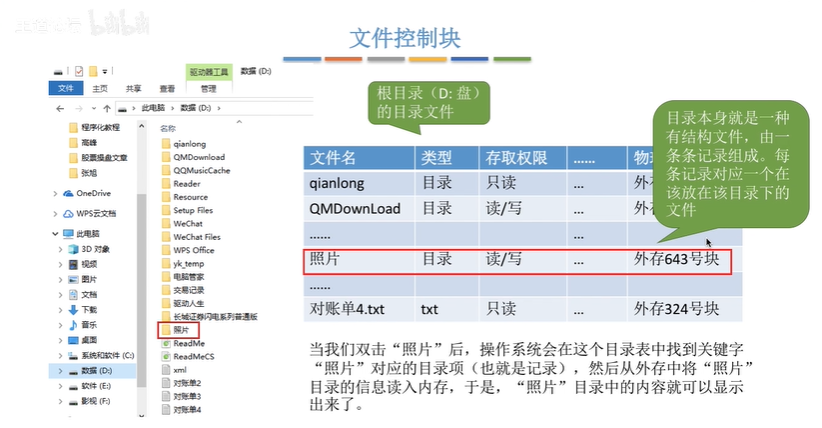 文件控制块
驱动器工具
数据 (D:)
文件
主页
共享
查看
管理
此电脑
数据 (D:)
程序化教程
高峰
股票操盘文章
张旭
OneDrive
WPS云文档
此电脑
3D 对象
视频
图片
文档
下载
音乐
桌面
系统和软件 (C:)
数据 (D:)
软件 (E:)
影视 (F:)
名称
qianlong
QMDownload
QQMusicCache
Reader
Resource
Setup Files
WeChat
WeChat Files
WPS Office
yk_temp
电脑管家
交易记录
驱动人生
长城证券闪电系列普通版
照片
ReadMe
ReadMeCS
xml
对账单2
对账单3
对账单4
根目录（D: 盘）
的目录文件
目录本身就是一种
有结构文件，由一
条条记录组成。每
条记录对应一个在
该放在该目录下的
文件
文件名 类型 存取权限 ......
qianlong 目录 只读 ...
QMDownLoad 目录 读/写 ...
...... ...
照片 目录 读/写 ... 外存643号块
......
对账单4.txt txt 只读 ... 外存324号块
当我们双击“照片”后，操作系统会在这个目录表中找到关键字
“照片”对应的目录项（也就是记录），然后从外存中将“照片”
目录的信息读入内存，于是，“照片”目录中的内容就可以显示
出来了。